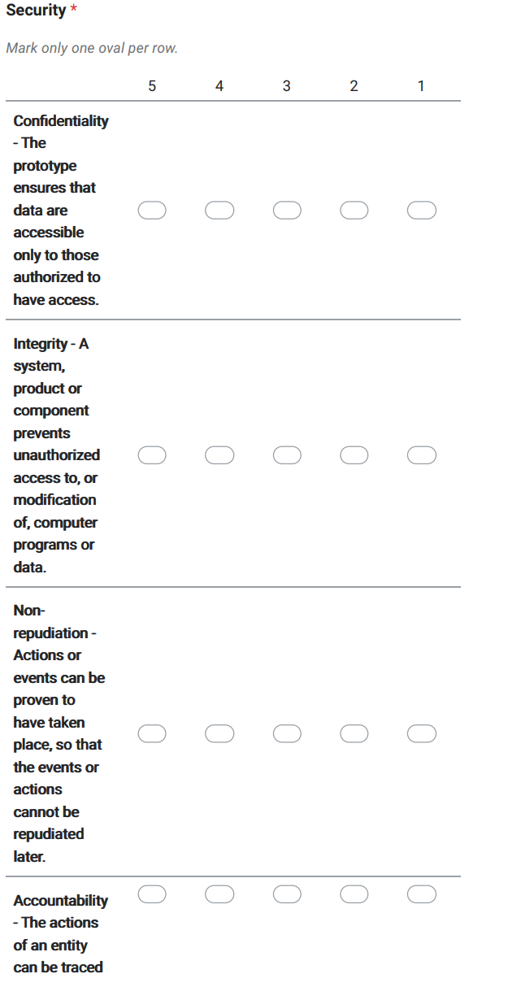 Security *
Mark only one oval per row.
5 4 3 2 1
Confidentiality
- The
prototype
ensures that
data are
accessible
only to those
authorized to
have access.
Integrity - A
system,
product or
component
prevents
unauthorized
access to, or
modification
of, computer
programs or
data.
Non-
repudiation -
Actions or
events can be
proven to
have taken
place, so that
the events or
actions
cannot be
repudiated
later.
Accountability
- The actions
of an entity
can be traced